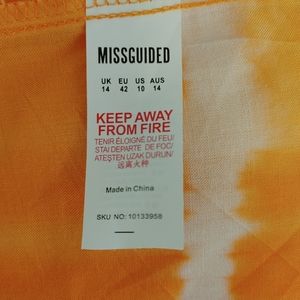 MISSGUIDED
UK EU US AUS
14 42 10 14
KEEP AWAY
FROM FIRE
TENIR ÉLOIGNÉ DU FEU/
STAI DEPARTE DE FOC/
ATEŞTEN UZAK DURUN/
远离火种
Made in China
SKU NO: 10133958